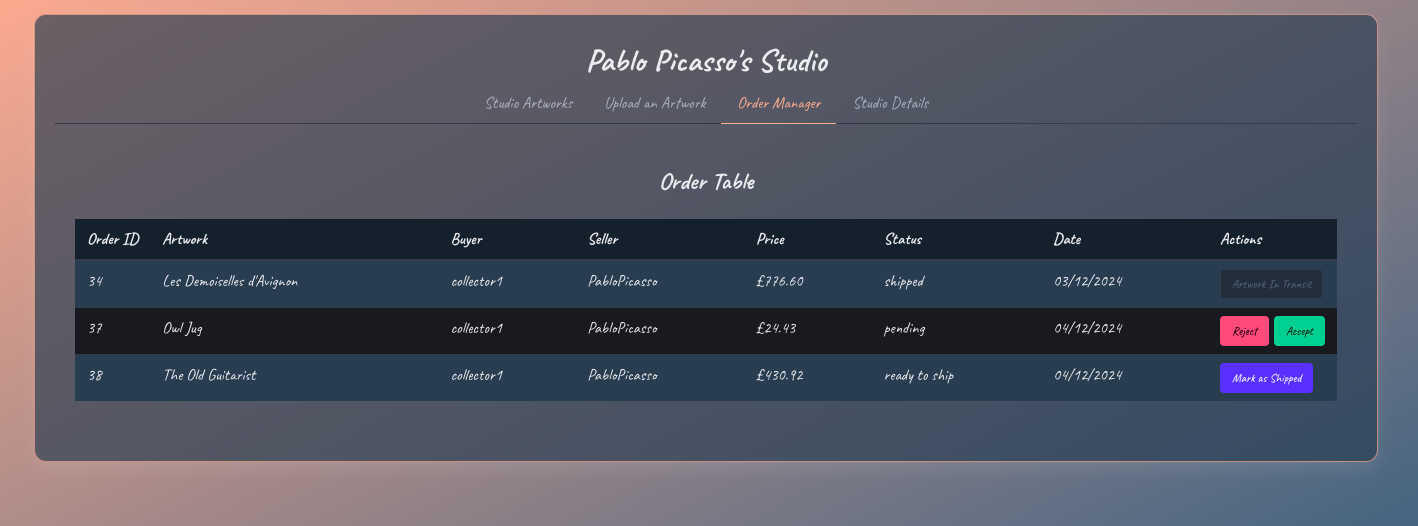 Pablo Picasso's Studio
Studio Artworks Upload an Artwork Order Manager Studio Details
Order Table
Order ID Artwork Buyer Seller Price Status Date Actions
34 Les Demoiselles d'Avignon collector1 PabloPicasso £776.60 shipped 03/12/2024 Artwork In Transit
37 Owl Jug collector1 PabloPicasso £24.43 pending 04/12/2024 Reject Accept
38 The Old Guitarist collector1 PabloPicasso £430.92 ready to ship 04/12/2024 Mark as Shipped